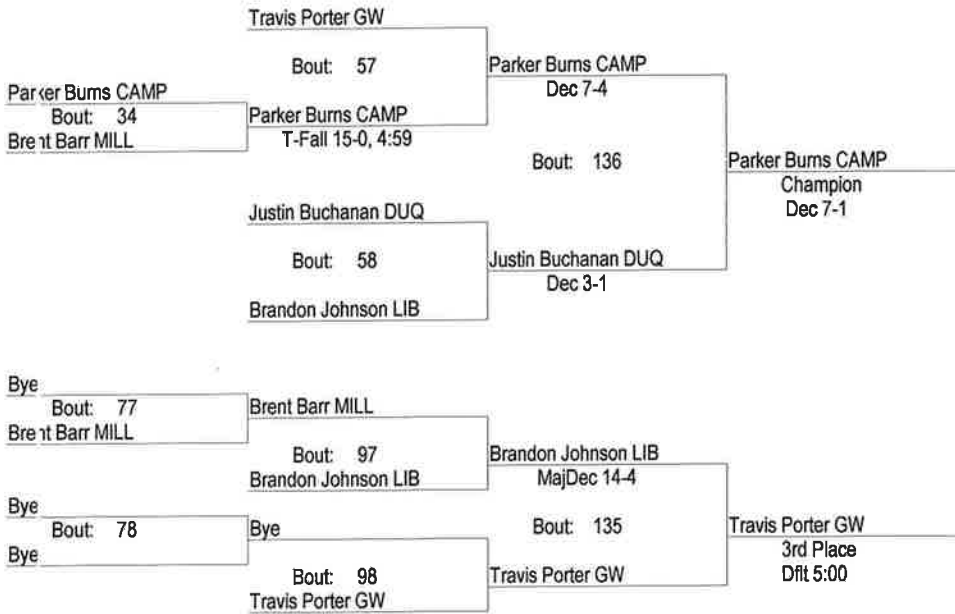 Travis Porter GW
Bout: 57
Parker Burns CAMP
Dec 7-4
Parker Burns CAMP
Bout: 34
Brent Barr MILL
Parker Burns CAMP
T-Fall 15-0, 4:59
Bout: 136
Parker Burns CAMP
Champion
Dec 7-1
Justin Buchanan DUQ
Bout: 58
Justin Buchanan DUQ
Dec 3-1
Brandon Johnson LIB
Bye
Bout: 77
Brent Barr MILL
Brent Barr MILL
Bout: 97
Brandon Johnson LIB
Brandon Johnson LIB
MajDec 14-4
Bye
Bout: 78
Bye
Bye
Bout: 135
Travis Porter GW
3rd Place
Dflt 5:00
Bout: 98
Travis Porter GW
Travis Porter GW